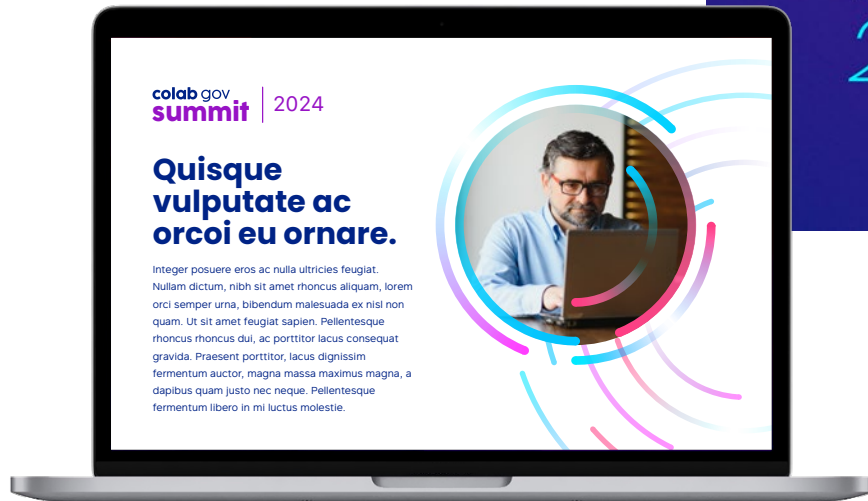 colab gov
summit
2024
Quisque
vulputate ac
orcoi eu ornare.
Integer posuere eros ac nulla ultricies feugiat.
Nullam dictum, nibh sit amet rhoncus aliquam, lorem
orci semper urna, bibendum malesuada ex nisl non
quam. Ut sit amet feugiat sapien. Pellentesque
rhoncus rhoncus dui, ac porttitor lacus consequat
gravida. Praesent porttitor, lacus dignissim
fermentum auctor, magna massa maximus magna, a
dapibus quam justo nec neque. Pellentesque
fermentum libero in mi luctus molestie.